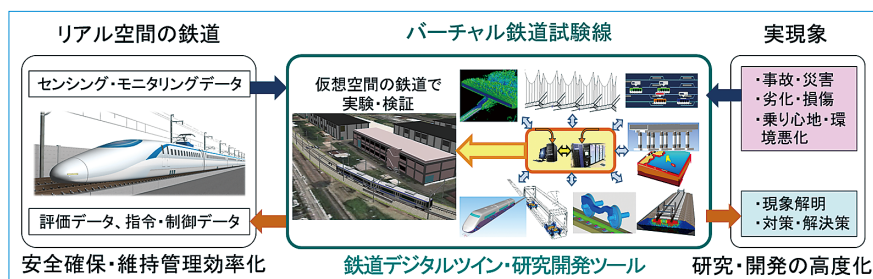 リアル空間の鉄道
センシング・モニタリングデータ
評価データ、指令・制御データ
安全確保・維持管理効率化
バーチャル鉄道試験線
仮想空間の鉄道で
実験・検証
鉄道デジタルツイン・研究開発ツール
実現象
・事故・災害
・劣化・損傷
・乗り心地・環
境悪化
・現象解明
・対策・解決策
研究・開発の高度化